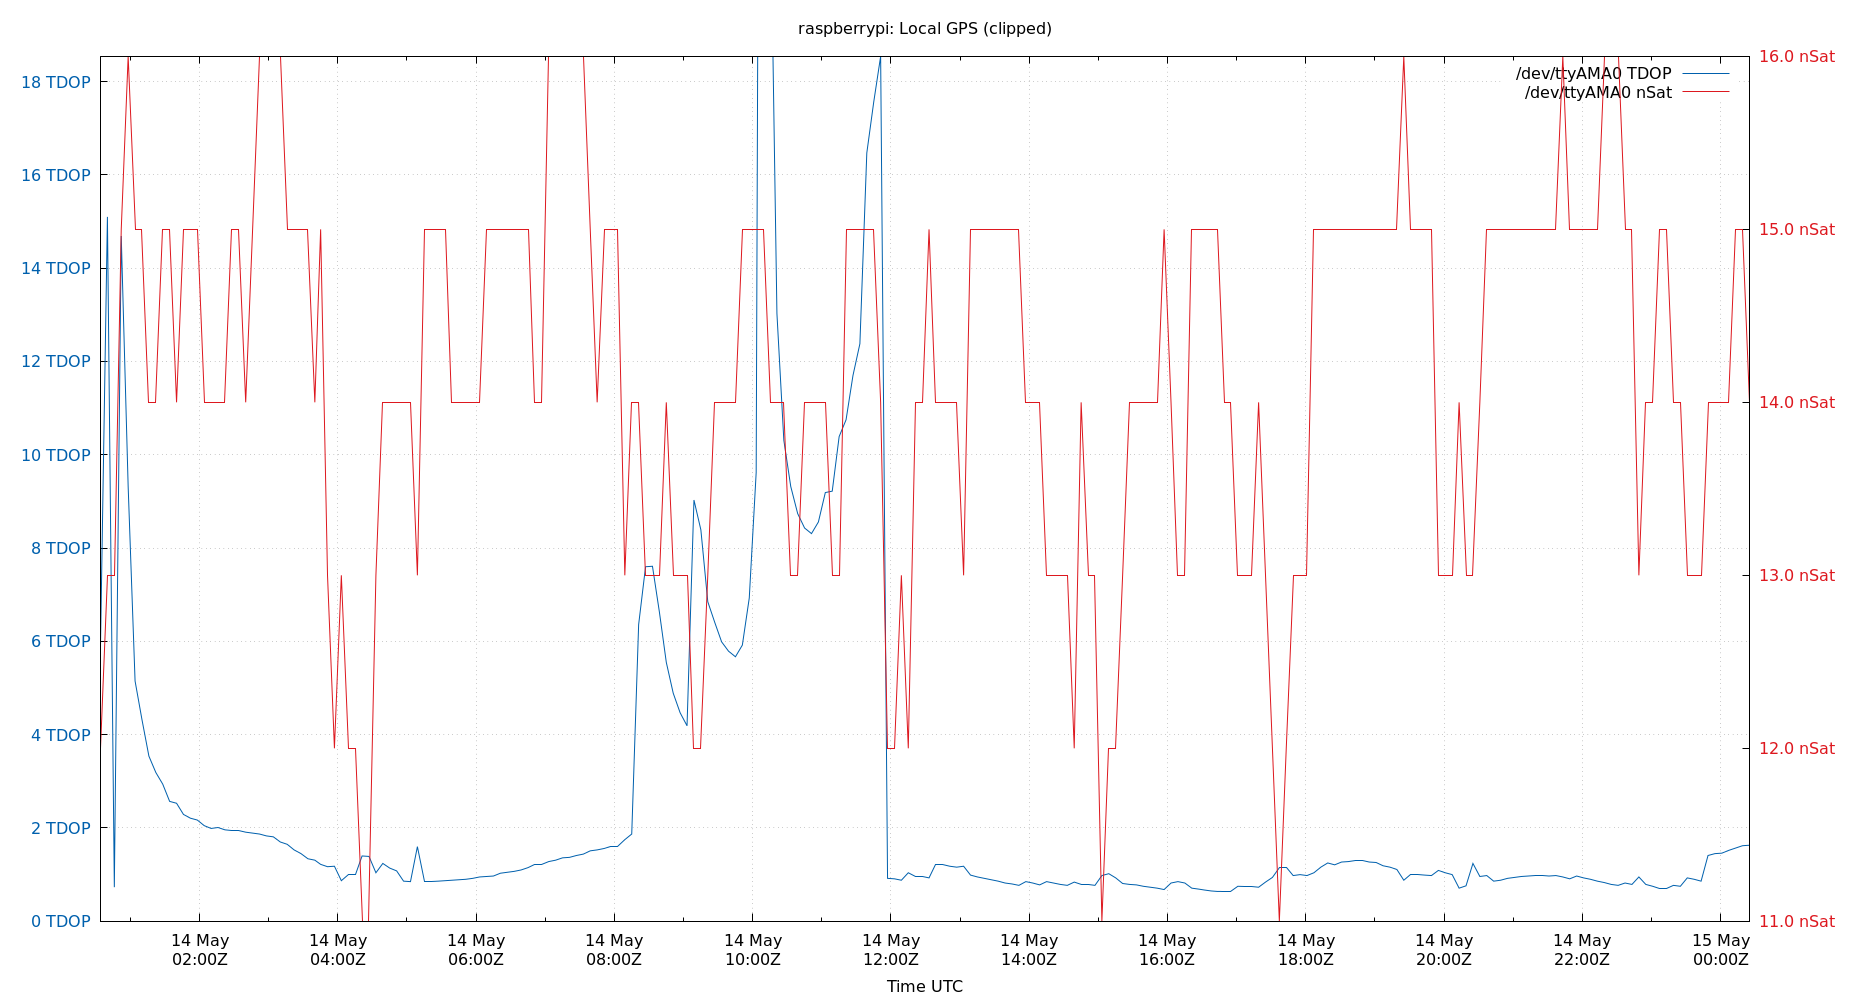 raspberrypi: Local GPS (clipped)
16.0 nSat
/dev/ttyAMA0 TDOP
18 TDOP
/dev/ttyAMA0 nSat
16 TDOP
15.0 nSat
14 TDOP
12 TDOP
14.0 nSat
10 TDOP
8 TDOP
13.0 nSat
6 TDOP
4 TDOP
12.0 nSat
2 TDOP
0 TDOP
11.0 nSat
14 May 14 May 14 May 14 May 14 May 14 May 14 May 14 May 14 May 14 May 14 May 15 May
02:00Z 04:00Z 06:00Z 08:00Z 10:00Z 12:00Z 14:00Z 16:00Z 18:00Z 20:00Z 22:00Z 00:00Z
Time UTC